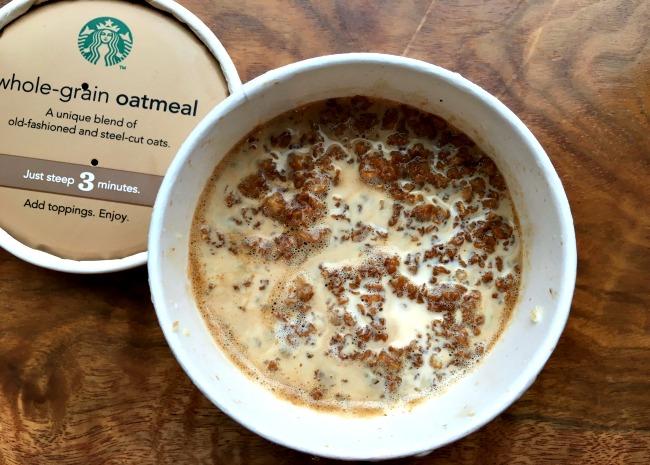 whole-grain oatmeal
A unique blend of
old-fashioned and steel-cut oats.
Just steep 3 minutes.
Add toppings. Enjoy.